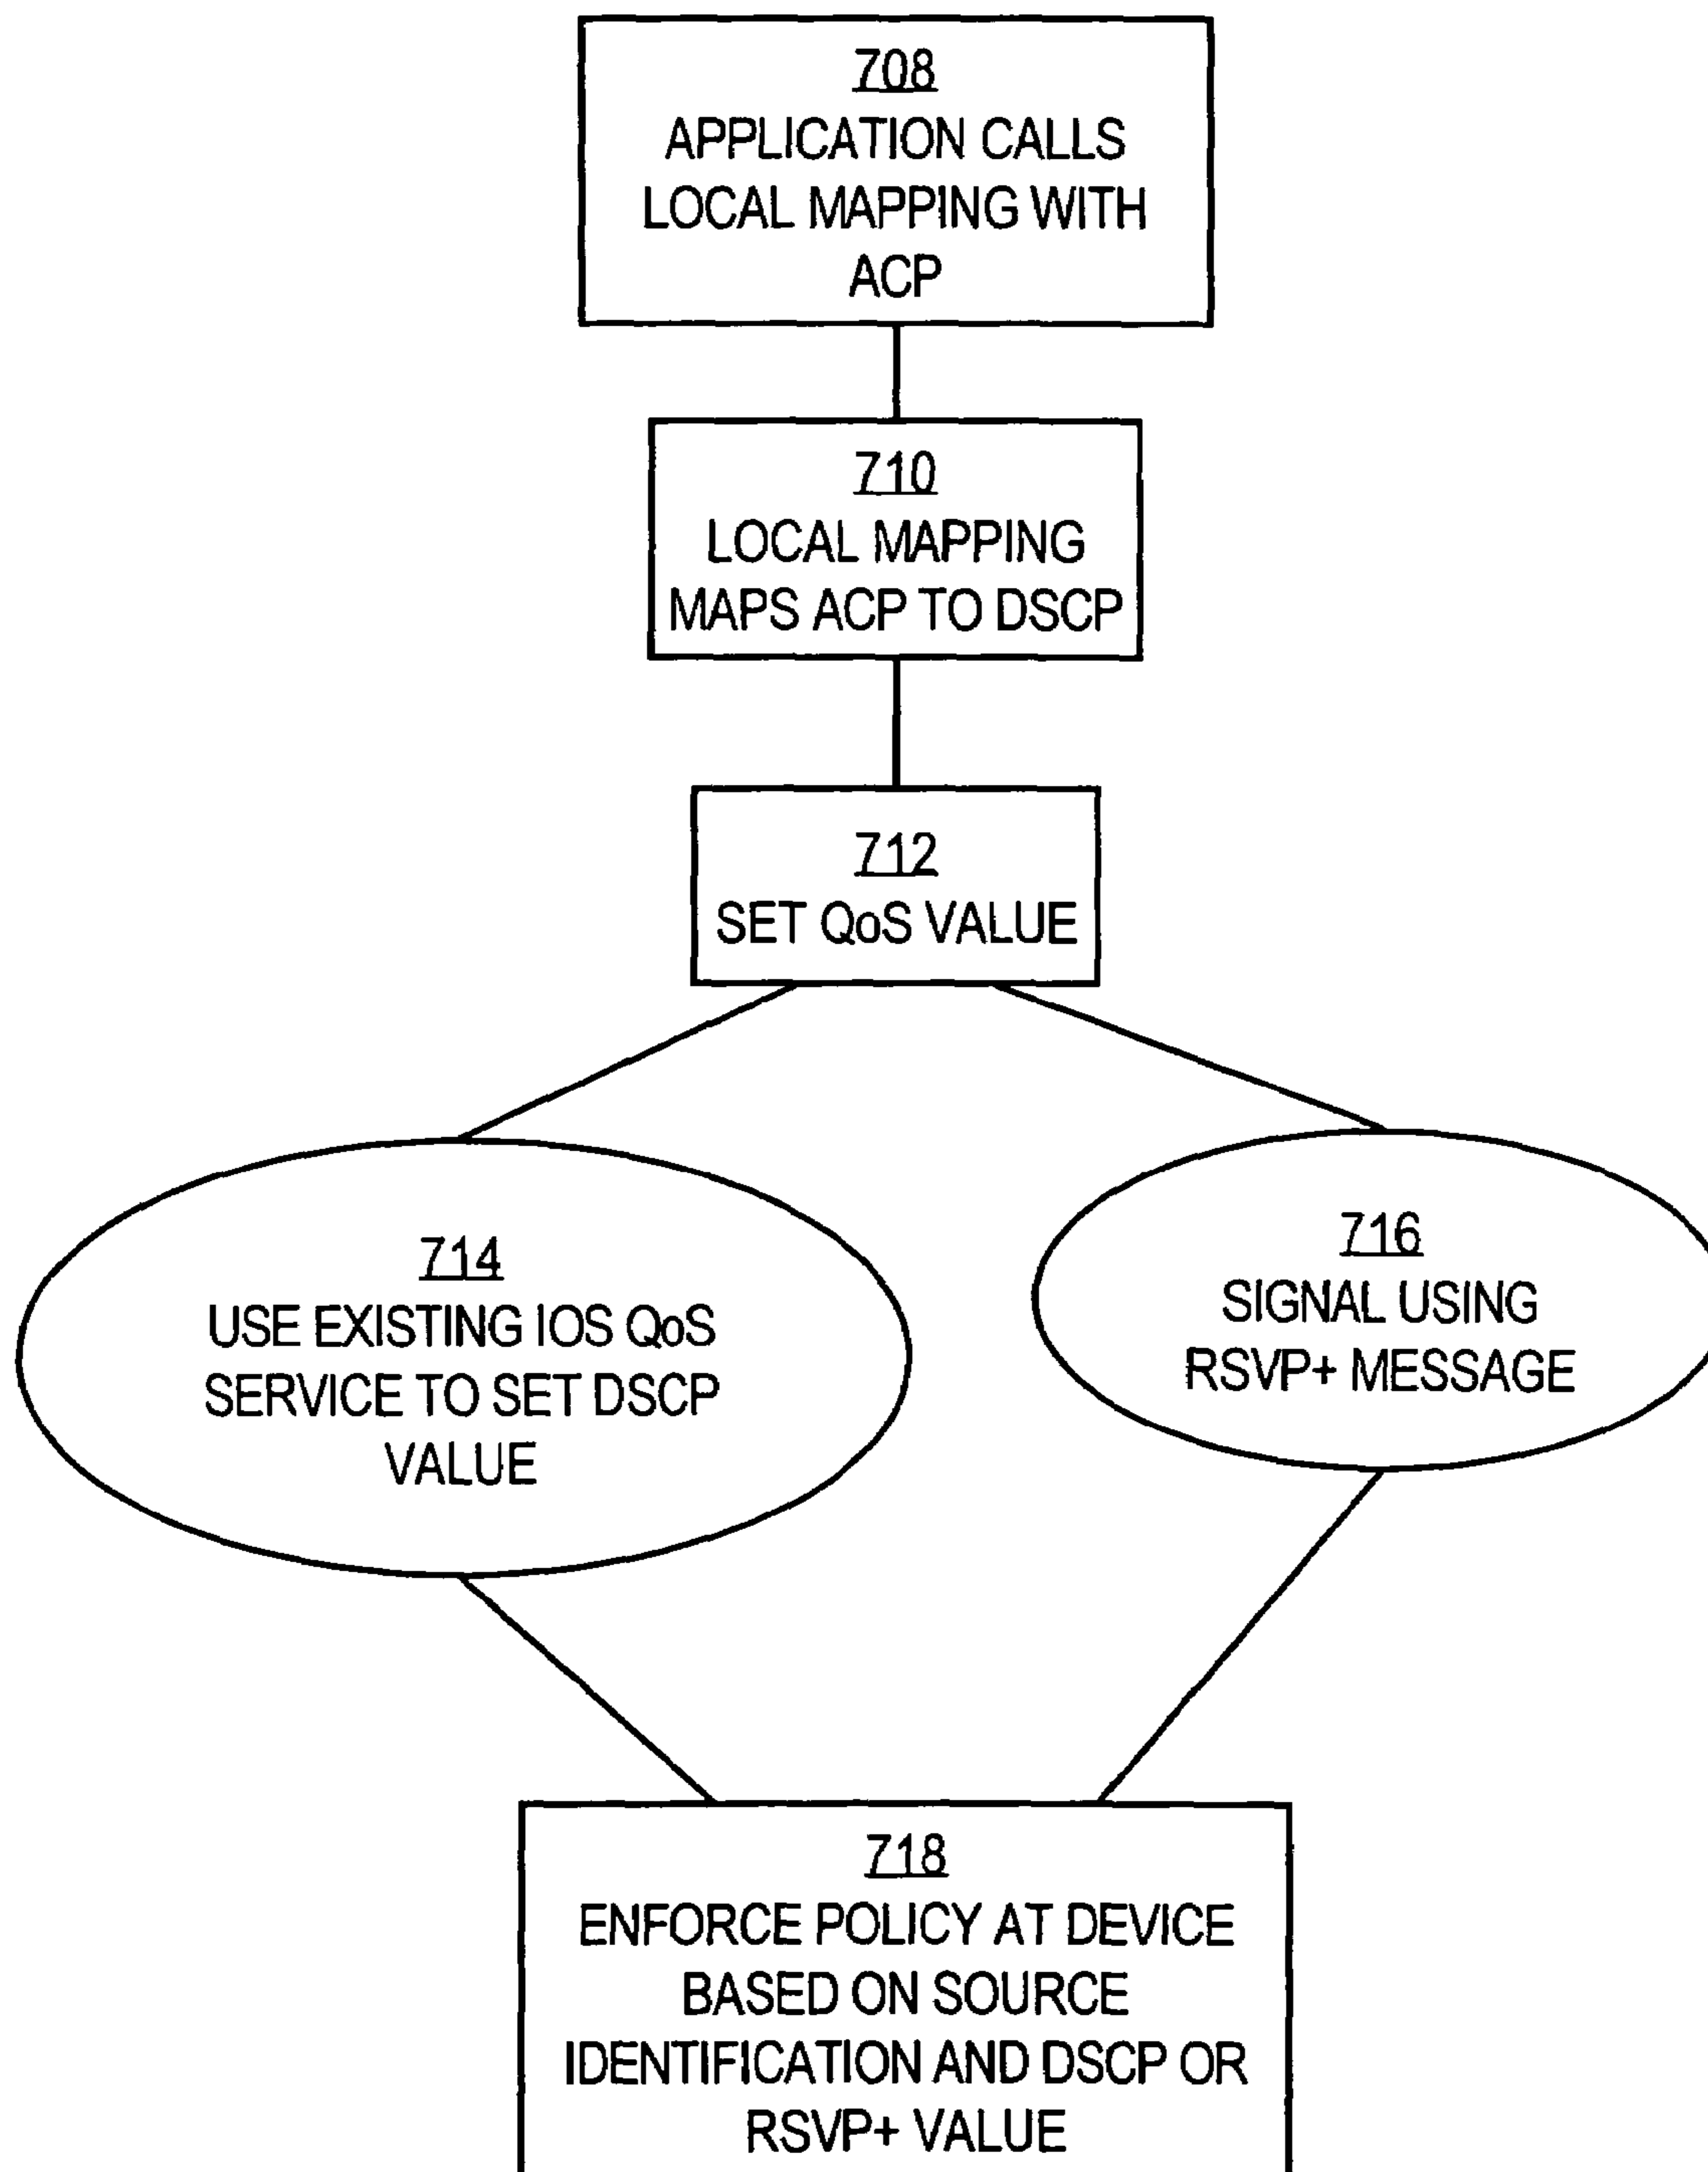 708
APPLICATION CALLS
LOCAL MAPPING WITH
ACP
710
LOCAL MAPPING
MAPS ACP TO DSCP
712
SET QoS VALUE
714
USE EXISTING IOS QoS
SERVICE TO SET DSCP
VALUE
716
SIGNAL USING
RSVP+ MESSAGE
718
ENFORCE POLICY AT DEVICE
BASED ON SOURCE
IDENTIFICATION AND DSCP OR
RSVP+ VALUE